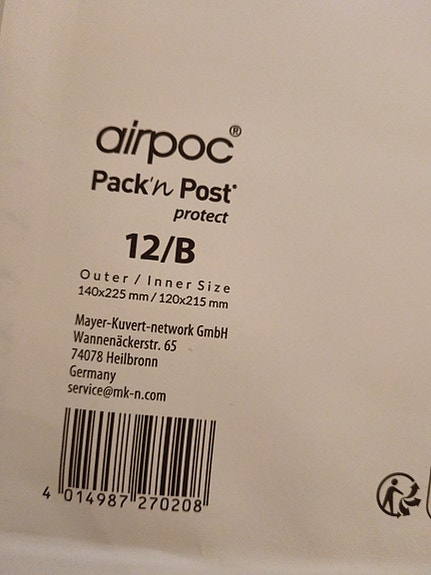 airpoc®
Pack'n Post®
protect
12/B
Outer / Inner Size
140x225 mm / 120x215 mm
Mayer-Kuvert-network GmbH
Wannenäckerstr. 65
74078 Heilbronn
Germany
service@mk-n.com
4 014987 270208